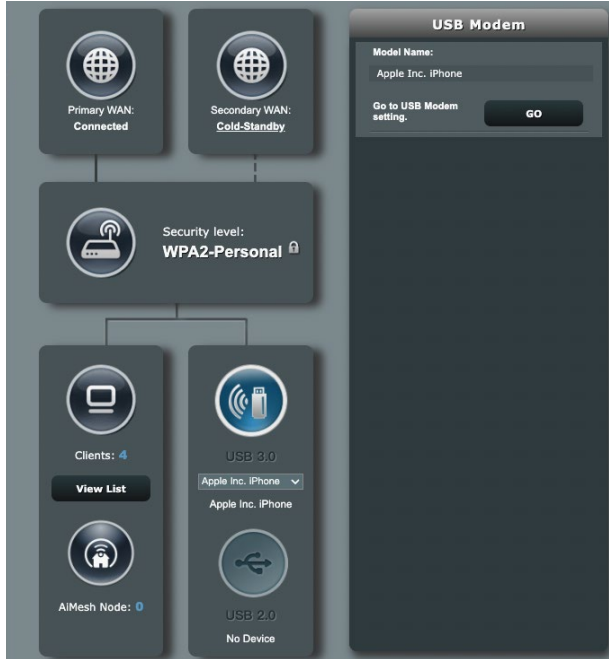 Primary WAN:
Connected
Secondary WAN:
Cold-Standby
Security level:
WPA2-Personal
Clients: 4
View List
AiMesh Node: 0
USB 3.0
Apple Inc. iPhone
Apple Inc. iPhone
USB 2.0
No Device
USB Modem
Model Name:
Apple Inc. iPhone
Go to USB Modem
setting.
GO